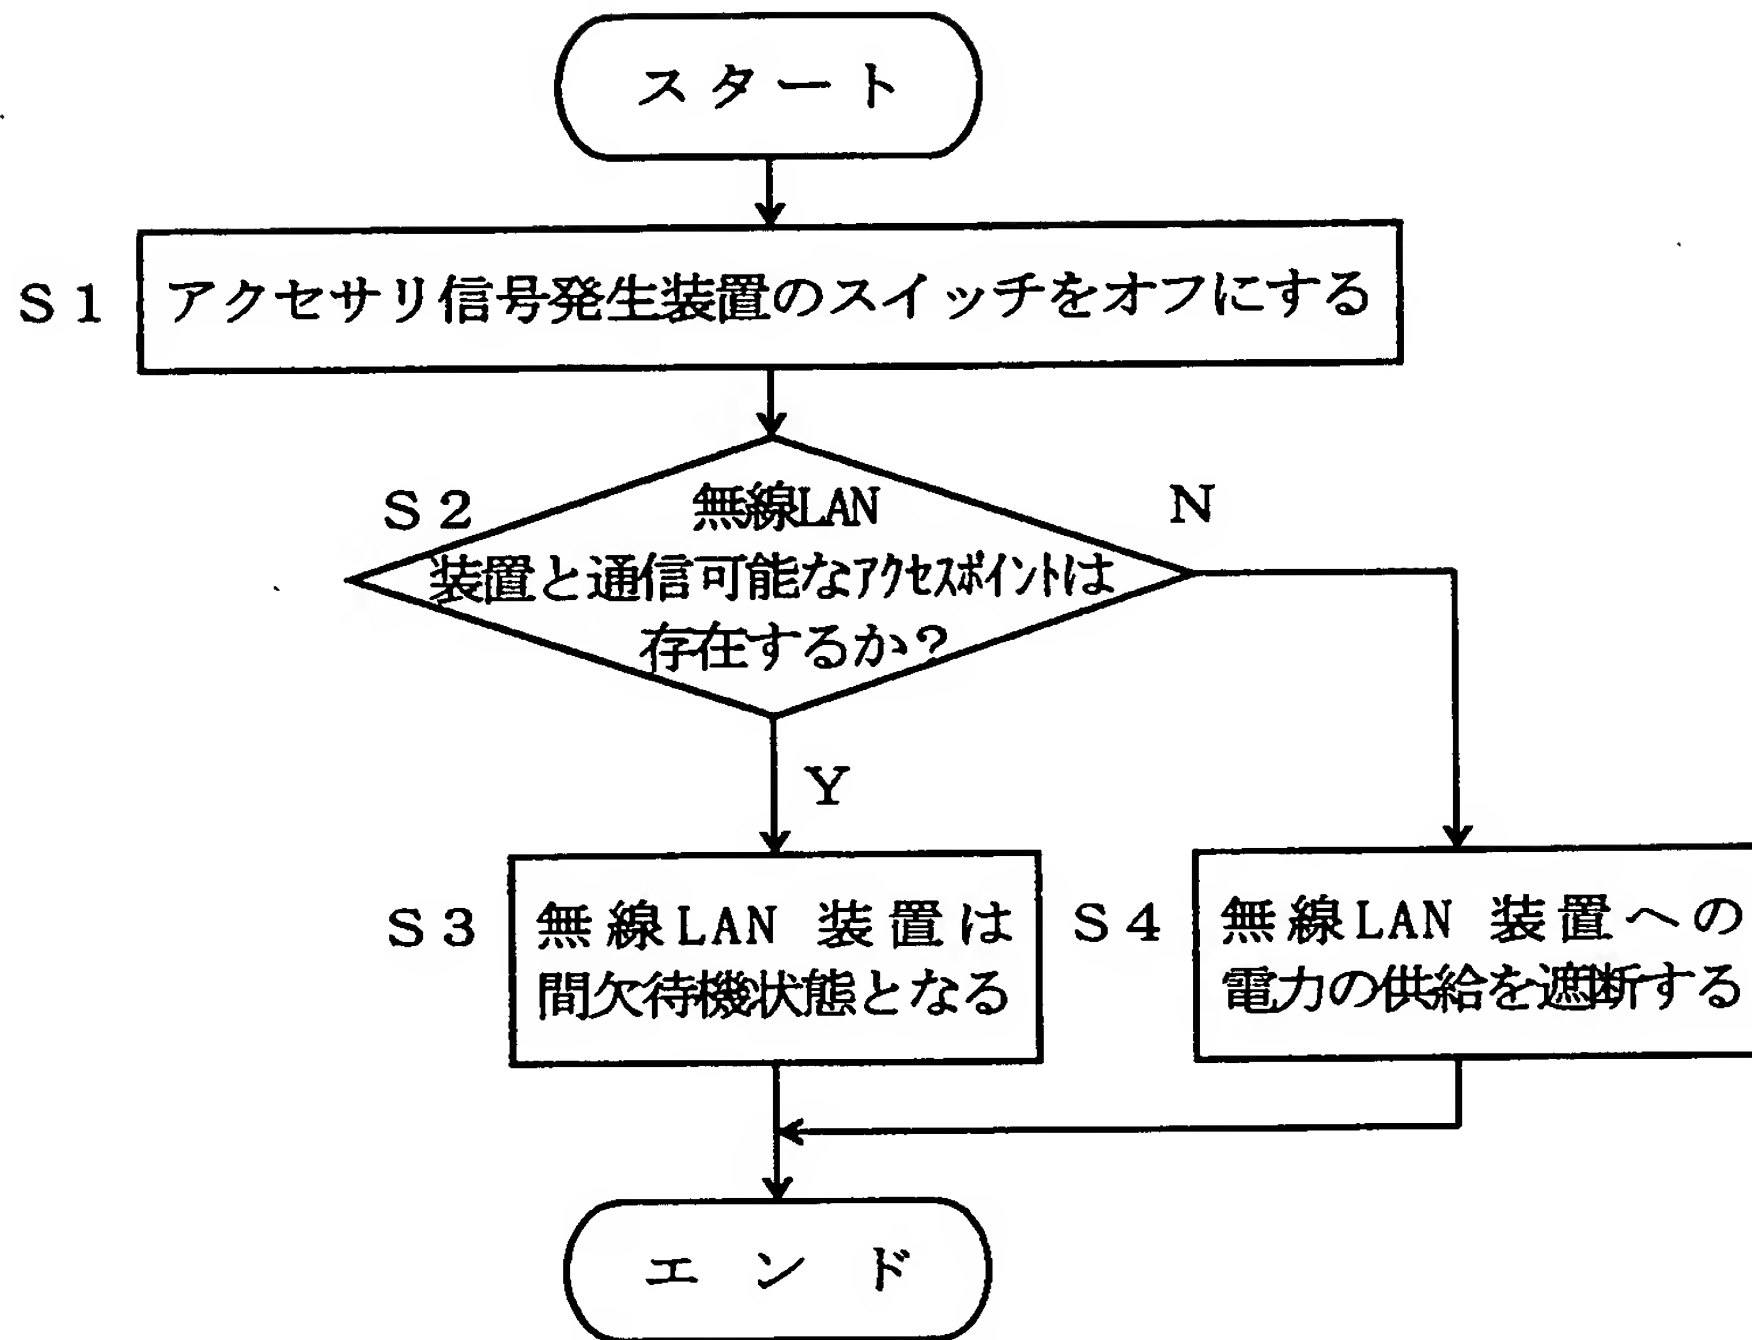 スタート
S1
アクセサリ信号発生装置のスイッチをオフにする
S2
無線LAN
装置と通信可能なｱｸｾｽﾎﾟｲﾝﾄは
存在するか?
N
Y
S3
無線LAN 装置は
間欠待機状態となる
S4
無線LAN 装置への
電力の供給を遮断する
エンド